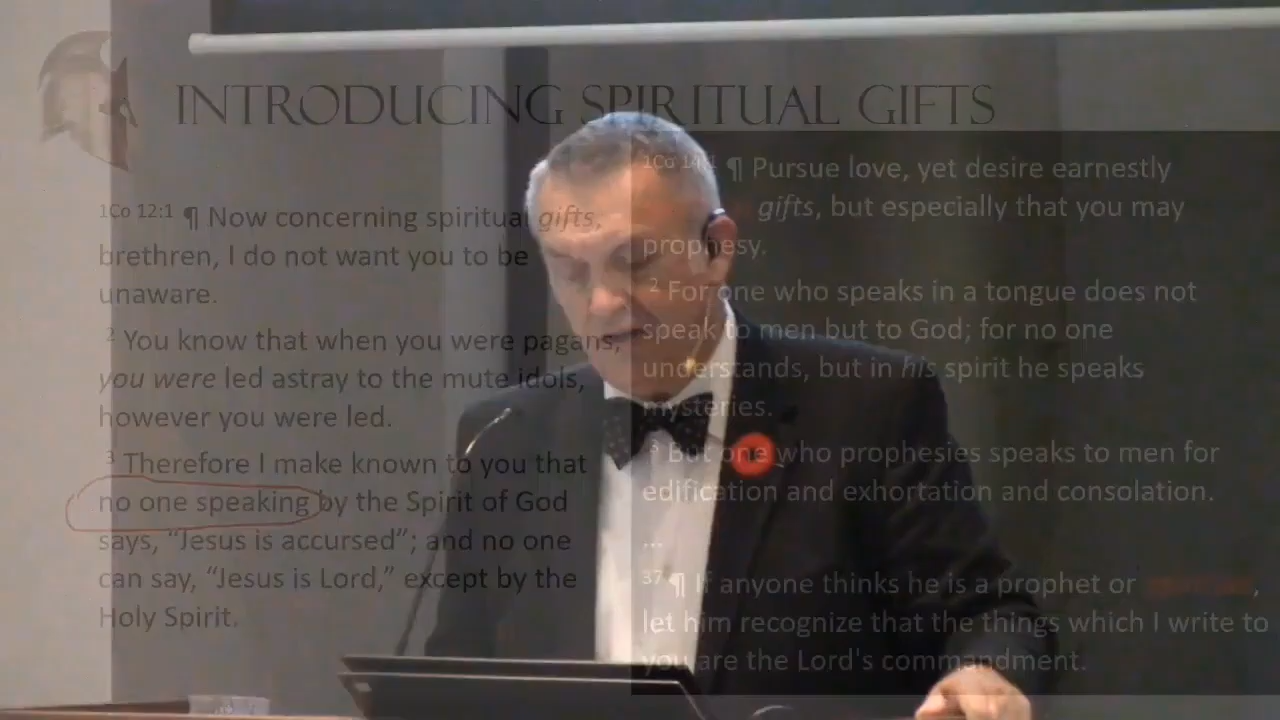 INTRODUCING SPIRITUAL GIFTS
1Co 12:1 ¶ Now concerning spiritual gifts,
brethren, I do not want you to be
unaware.
2 You know that when you were pagans,
you were led astray to the mute idols,
however you were led.
3 Therefore I make known to you that
no one speaking by the Spirit of God
says, “Jesus is accursed”; and no one
can say, “Jesus is Lord,” except by the
Holy Spirit.
1Co 14:1 ¶ Pursue love, yet desire earnestly
gifts, but especially that you may
prophesy.
2 For one who speaks in a tongue does not
speak to men but to God; for no one
understands, but in his spirit he speaks
mysteries.
3 But one who prophesies speaks to men for
edification and exhortation and consolation.
...
37 ¶ If anyone thinks he is a prophet or
let him recognize that the things which I write to
you are the Lord's commandment.